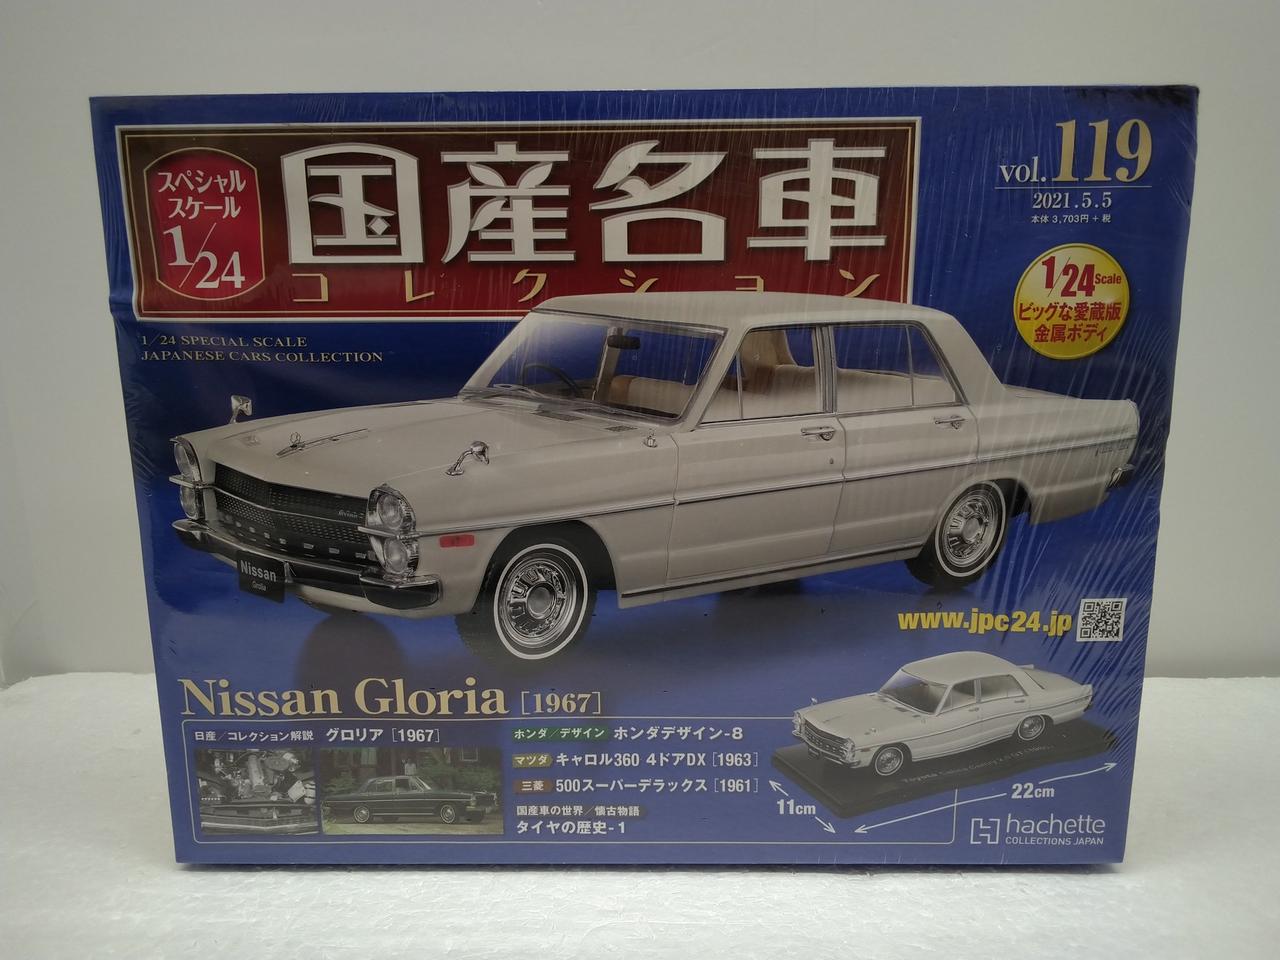 スペシャル
スケール
1/24
国産名車
コレクション
1/24 SPECIAL SCALE
JAPANESE CARS COLLECTION
vol.119
2021.5.5
本体 3,703円+税
1/24 Scale
ビッグな愛蔵版
金属ボディ
Nissan
Gloria
www.jpc24.jp
Nissan Gloria [1967]
日産/コレクション解説 グロリア [1967]
ホンダ/デザイン ホンダデザイン-8
マツダ キャロル360 4ドアDX [1963]
三菱 500スーパーデラックス [1961]
国産車の世界/懐古物語
タイヤの歴史-1
11cm
22cm
hachette
COLLECTIONS JAPAN